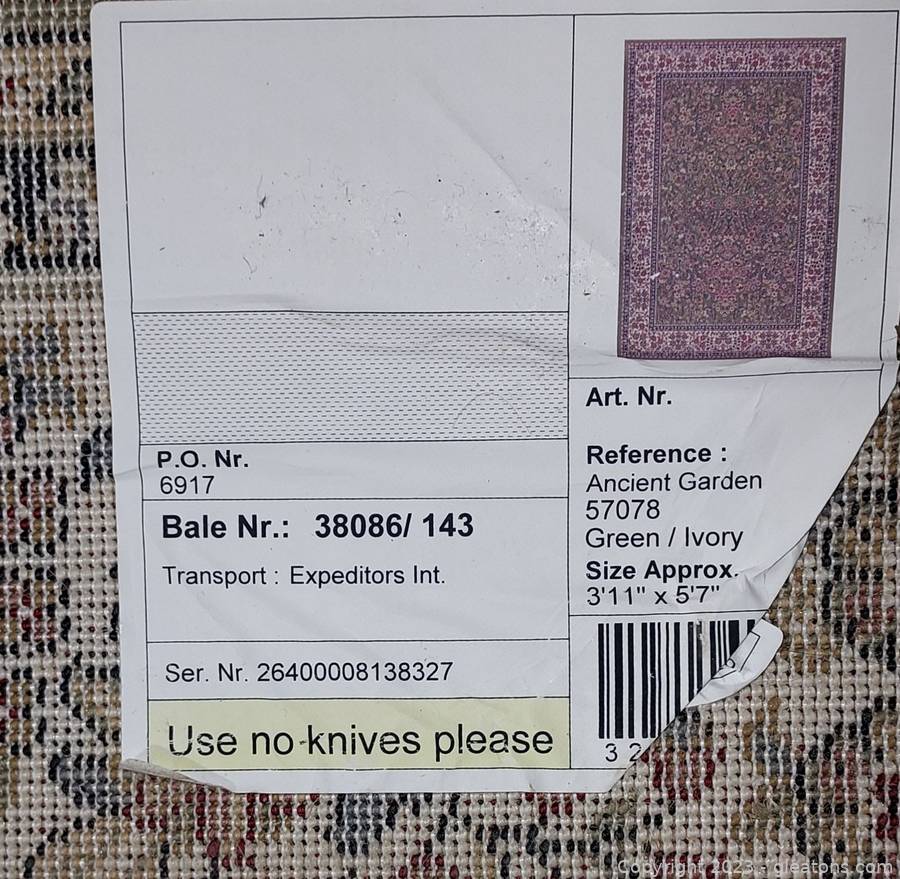 P.O. Nr.
6917
Bale Nr.: 38086/ 143
Transport : Expeditors Int.
Ser. Nr. 26400008138327
Use no knives please
Art. Nr.
Reference :
Ancient Garden
57078
Green / Ivory
Size Approx.
3'11" x 5'7"
3 2
Copyright 2023 - gleatons.com